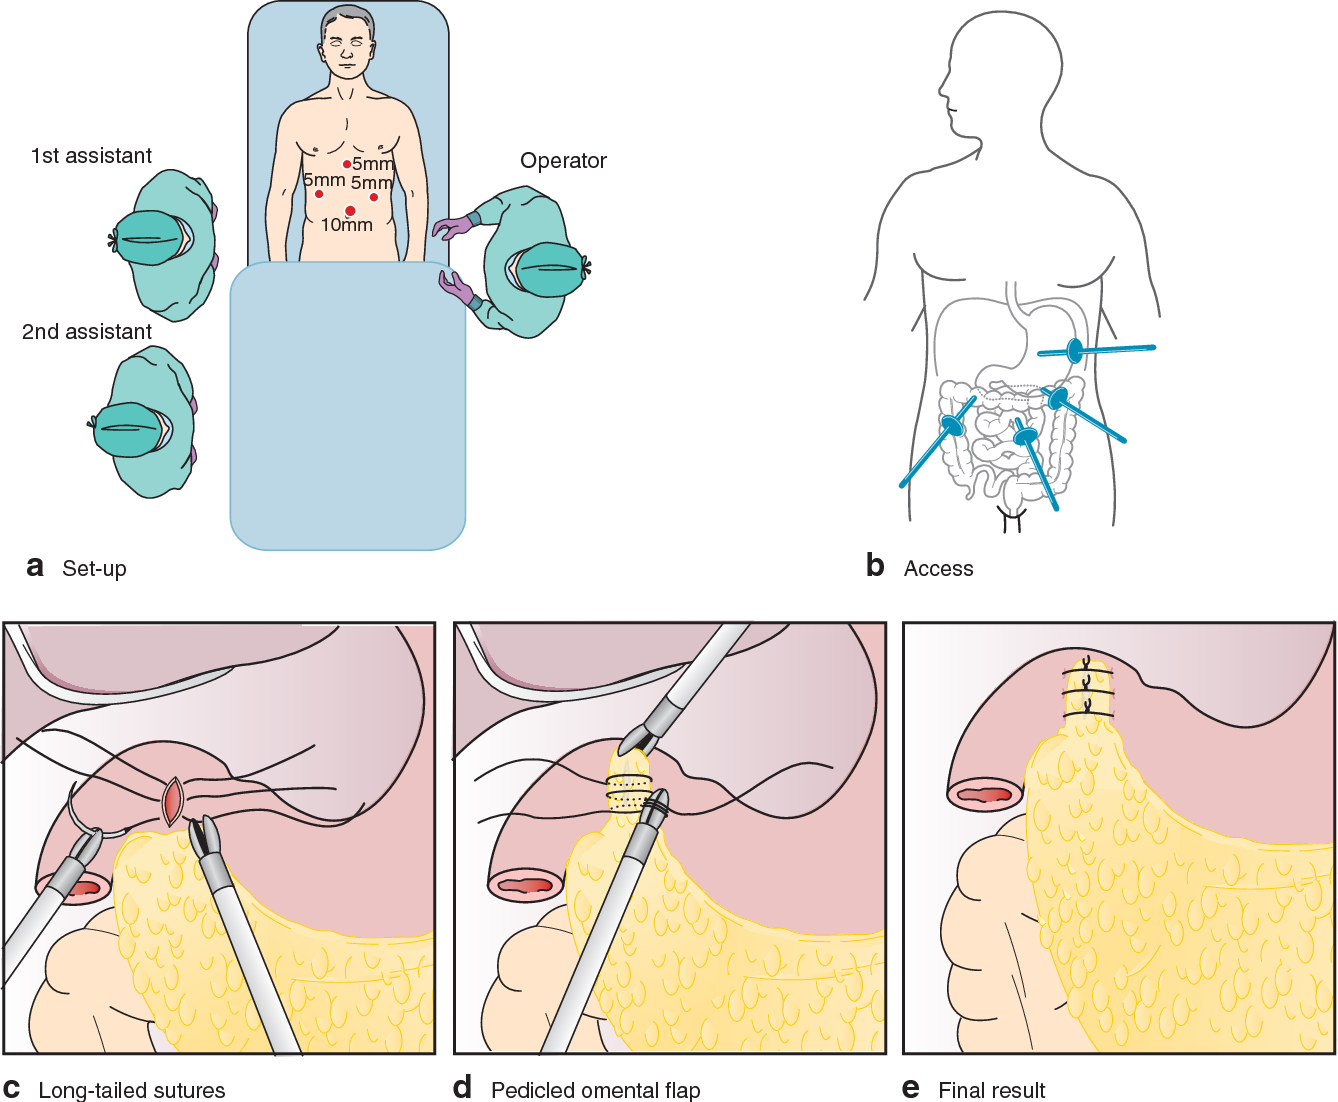 1st assistant
Operator
5mm
5mm 5mm
10mm
2nd assistant
a Set-up
b Access
c Long-tailed sutures
d Pedicled omental flap
e Final result